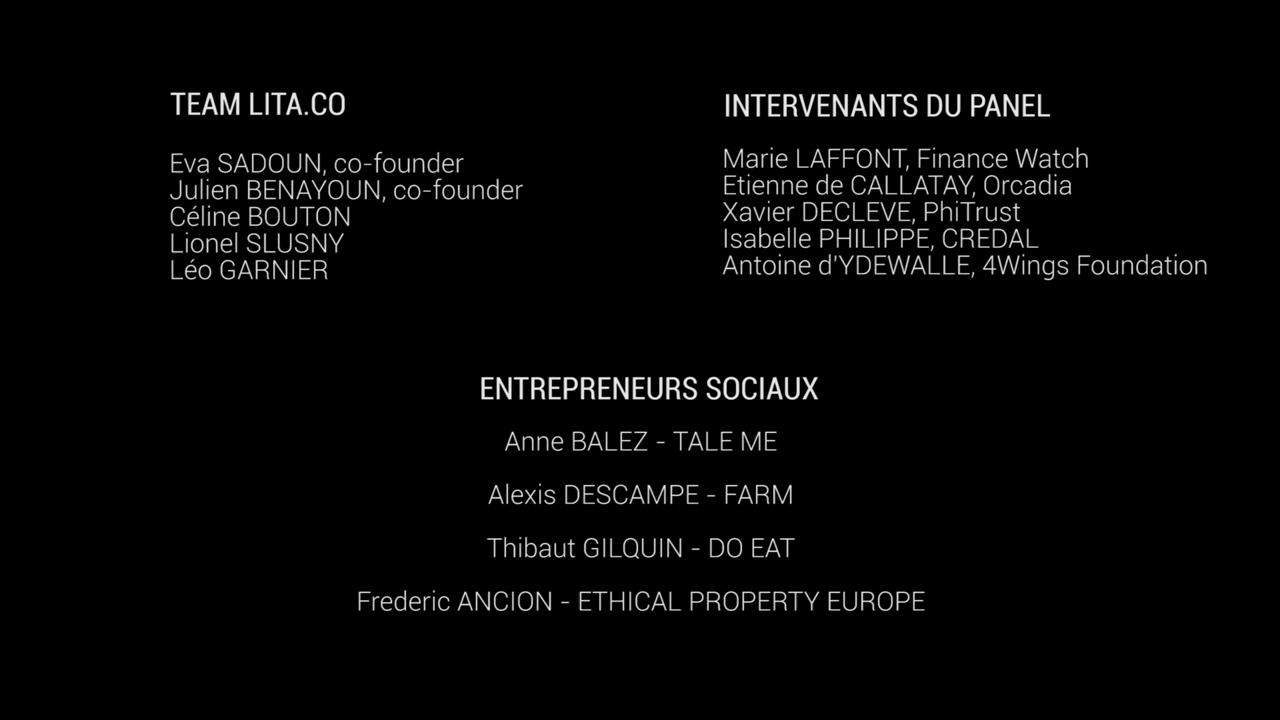 TEAM LITA.CO
Eva SADOUN, co-founder
Julien BENAYOUN, co-founder
Céline BOUTON
Lionel SLUSNY
Léo GARNIER
INTERVENANTS DU PANEL
Marie LAFFONT, Finance Watch
Etienne de CALLATAY, Orcadia
Xavier DECLEVE, PhiTrust
Isabelle PHILIPPE, CREDAL
Antoine d'YDEWALLE, 4Wings Foundation
ENTREPRENEURS SOCIAUX
Anne BALEZ - TALE ME
Alexis DESCAMPE - FARM
Thibaut GILQUIN - DO EAT
Frederic ANCION - ETHICAL PROPERTY EUROPE